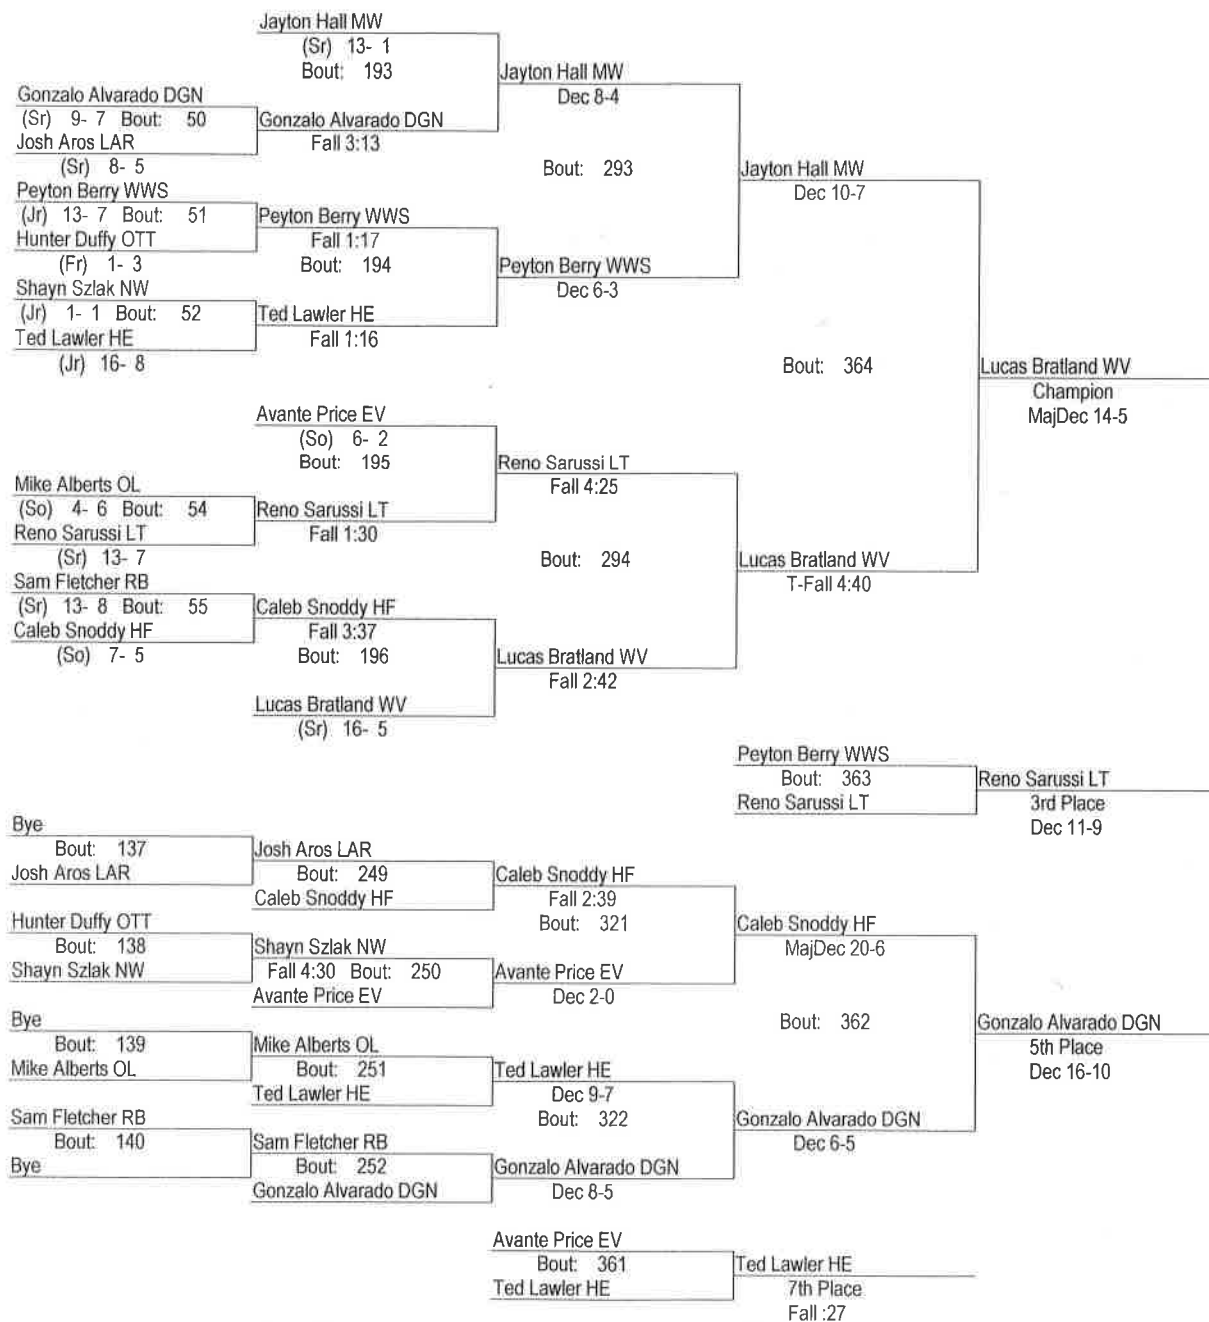 Jayton Hall MW
(Sr) 13- 1
Bout: 193
Jayton Hall MW
Dec 8-4
Gonzalo Alvarado DGN
(Sr) 9- 7 Bout: 50
Gonzalo Alvarado DGN
Fall 3:13
Josh Aros LAR
(Sr) 8- 5
Bout: 293
Jayton Hall MW
Dec 10-7
Peyton Berry WWS
(Jr) 13- 7 Bout: 51
Peyton Berry WWS
Fall 1:17
Bout: 194
Hunter Duffy OTT
(Fr) 1- 3
Peyton Berry WWS
Dec 6-3
Shayn Szlak NW
(Jr) 1- 1 Bout: 52
Ted Lawler HE
Fall 1:16
Ted Lawler HE
(Jr) 16- 8
Bout: 364
Lucas Bratland WV
Champion
MajDec 14-5
Avante Price EV
(So) 6- 2
Bout: 195
Reno Sarussi LT
Fall 4:25
Mike Alberts OL
(So) 4- 6 Bout: 54
Reno Sarussi LT
Fall 1:30
Reno Sarussi LT
(Sr) 13- 7
Bout: 294
Lucas Bratland WV
T-Fall 4:40
Sam Fletcher RB
(Sr) 13- 8 Bout: 55
Caleb Snoddy HF
Fall 3:37
Bout: 196
Caleb Snoddy HF
(So) 7- 5
Lucas Bratland WV
Fall 2:42
Lucas Bratland WV
(Sr) 16- 5
Peyton Berry WWS
Bout: 363
Reno Sarussi LT
Reno Sarussi LT
3rd Place
Dec 11-9
Bye
Bout: 137
Josh Aros LAR
Josh Aros LAR
Bout: 249
Caleb Snoddy HF
Caleb Snoddy HF
Fall 2:39
Bout: 321
Hunter Duffy OTT
Bout: 138
Shayn Szlak NW
Shayn Szlak NW
Fall 4:30 Bout: 250
Avante Price EV
Avante Price EV
Dec 2-0
Caleb Snoddy HF
MajDec 20-6
Bout: 362
Gonzalo Alvarado DGN
5th Place
Dec 16-10
Bye
Bout: 139
Mike Alberts OL
Mike Alberts OL
Bout: 251
Ted Lawler HE
Ted Lawler HE
Dec 9-7
Bout: 322
Gonzalo Alvarado DGN
Dec 6-5
Sam Fletcher RB
Bout: 140
Bye
Sam Fletcher RB
Bout: 252
Gonzalo Alvarado DGN
Gonzalo Alvarado DGN
Dec 8-5
Avante Price EV
Bout: 361
Ted Lawler HE
Ted Lawler HE
7th Place
Fall :27